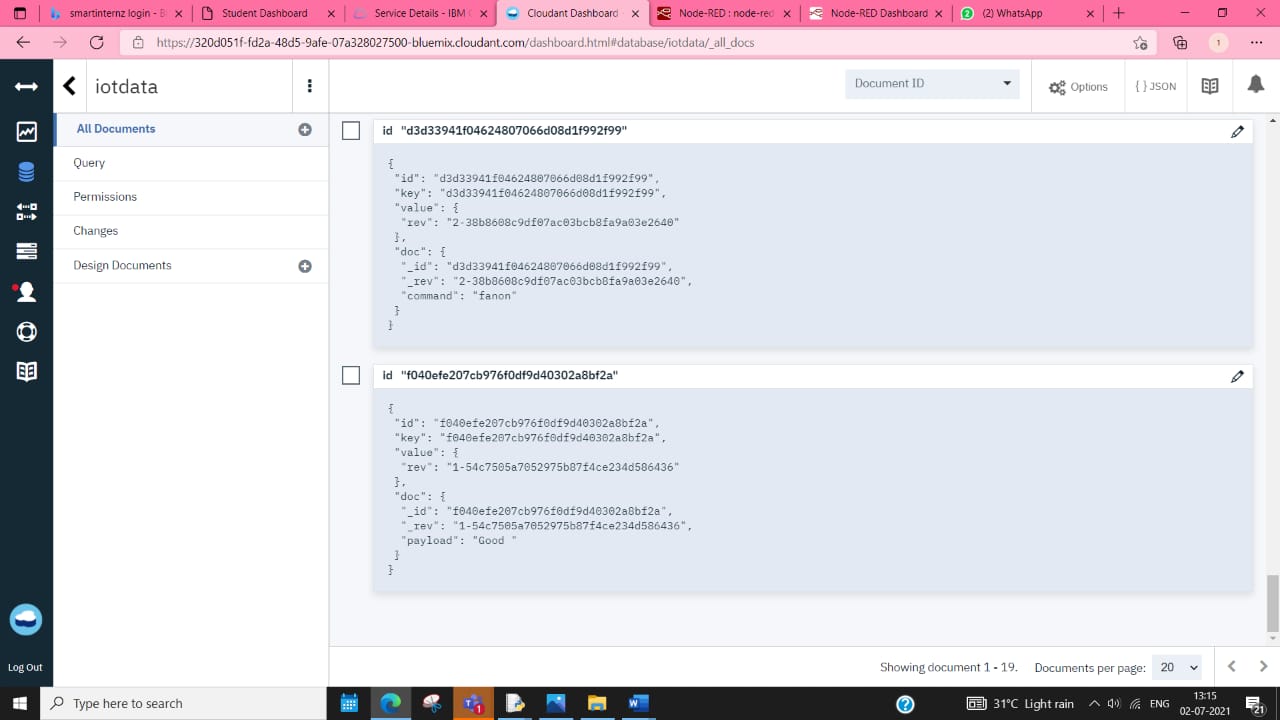 smartinternz login - B
Student Dashboard
Service Details - IBM C
Cloudant Dashboard
Node-RED : node-red
Node-RED Dashboard
(2) WhatsApp
https://320d051f-fd2a-48d5-9afe-07a328027500-bluemix.cloudant.com/dashboard.html#database/iotdata/_all_docs
1
iotdata
Document ID
Options
{ } JSON
All Documents
Query
Permissions
Changes
Design Documents
id "d3d33941f04624807066d08d1f992f99"
{
"id": "d3d33941f04624807066d08d1f992f99",
"key": "d3d33941f04624807066d08d1f992f99",
"value": {
"rev": "2-38b8608c9df07ac03bcb8fa9a03e2640"
},
"doc": {
"_id": "d3d33941f04624807066d08d1f992f99",
"_rev": "2-38b8608c9df07ac03bcb8fa9a03e2640",
"command": "fanon"
}
}
id "f040efe207cb976f0df9d40302a8bf2a"
{
"id": "f040efe207cb976f0df9d40302a8bf2a",
"key": "f040efe207cb976f0df9d40302a8bf2a",
"value": {
"rev": "1-54c7505a7052975b87f4ce234d586436"
},
"doc": {
"_id": "f040efe207cb976f0df9d40302a8bf2a",
"_rev": "1-54c7505a7052975b87f4ce234d586436",
"payload": "Good "
}
}
Log Out
Showing document 1 - 19.
Documents per page: 20
Type here to search
1
31°C Light rain
ENG
13:15
02-07-2021
21